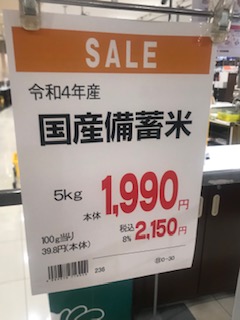 SALE
令和4年産
国産備蓄米
5kg
本体 1,990円
税込 8% 2,150円
100g当り
39.8円(本体)
236